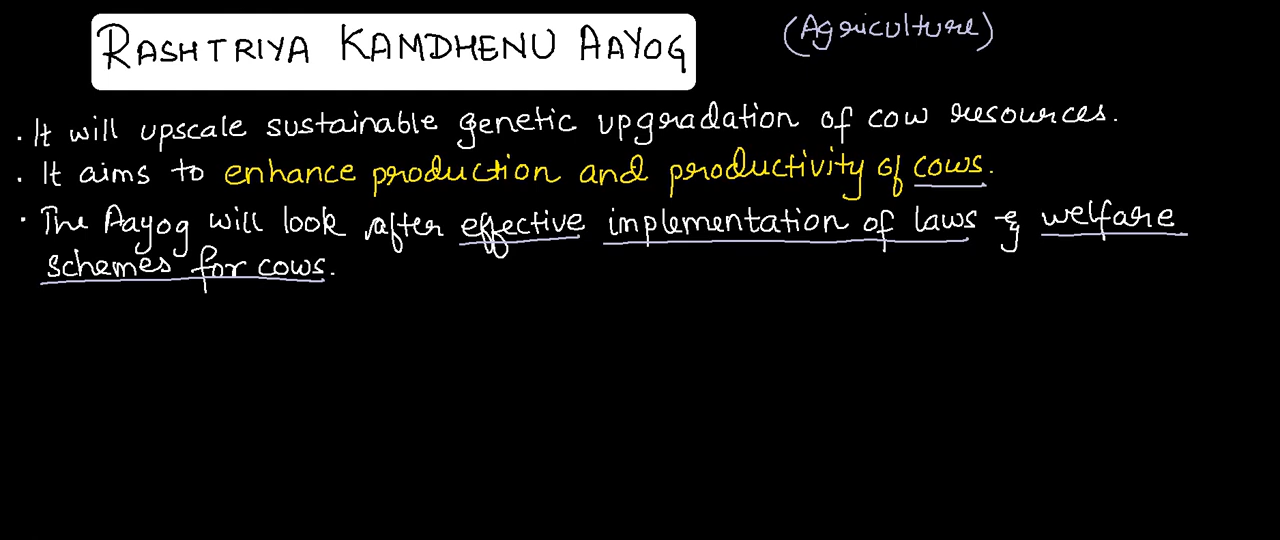 RASHTRIYA KAMDHENU AAYOG (Agriculture)
· It will upscale sustainable genetic upgradation of cow resources.
· It aims to enhance production and productivity of cows.
· The Aayog will look after effective implementation of laws & welfare
schemes for cows.